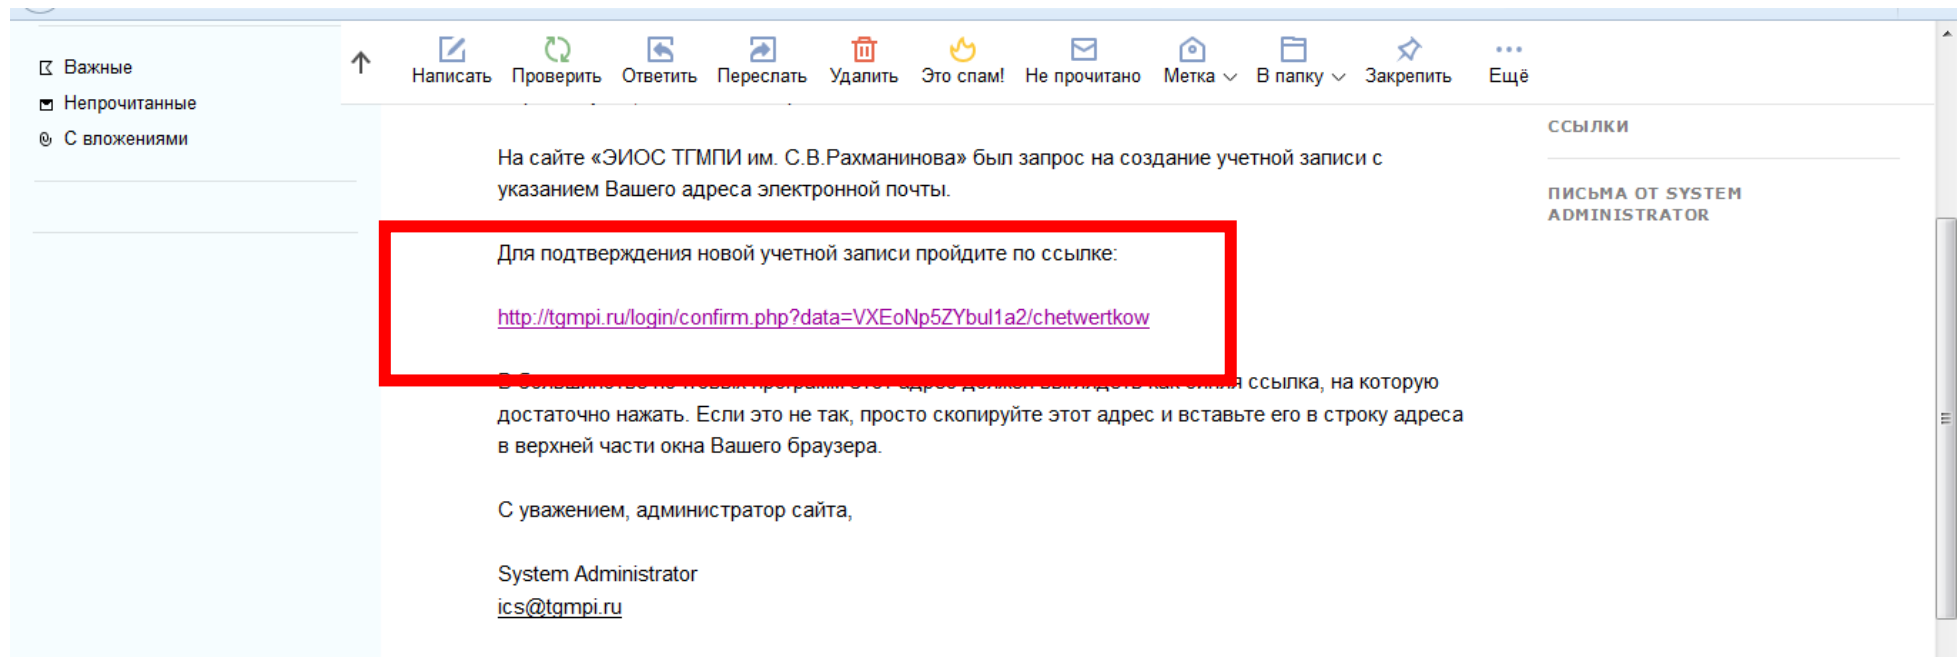 Важные
Непрочитанные
С вложениями
Написать Проверить Ответить Переслать Удалить Это спам! Не прочитано Метка В папку Закрепить Ещё
На сайте «ЭИОС ТГМПИ им. С.В.Рахманинова» был запрос на создание учетной записи с
указанием Вашего адреса электронной почты.
Для подтверждения новой учетной записи пройдите по ссылке:
http://tgmpi.ru/login/confirm.php?data=VXEoNp5ZYbul1a2/chetwertkow
ссылка, на которую
достаточно нажать. Если это не так, просто скопируйте этот адрес и вставьте его в строку адреса
в верхней части окна Вашего браузера.
С уважением, администратор сайта,
System Administrator
ics@tgmpi.ru
ССЫЛКИ
ПИСЬМА ОТ SYSTEM
ADMINISTRATOR